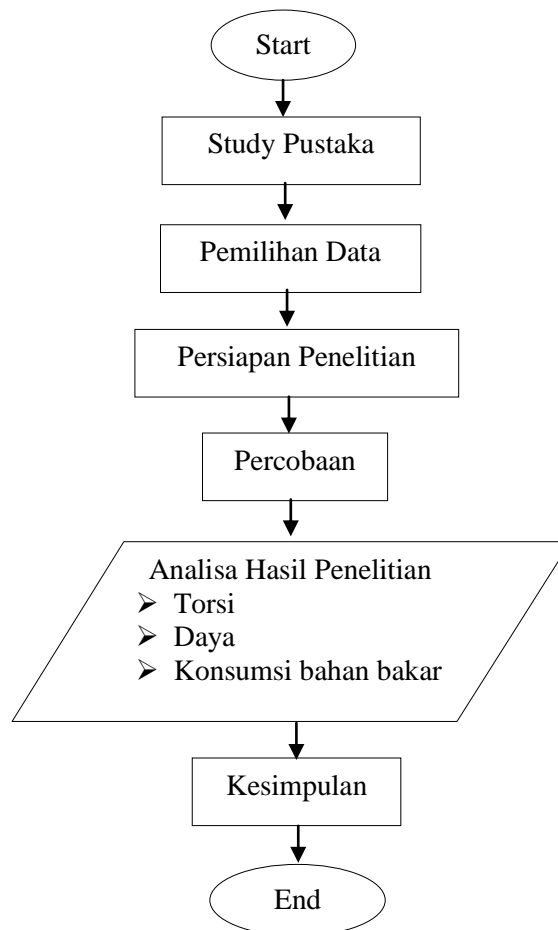 Start
Study Pustaka
Pemilihan Data
Persiapan Penelitian
Percobaan
Analisa Hasil Penelitian
➢ Torsi
➢ Daya
➢ Konsumsi bahan bakar
Kesimpulan
End